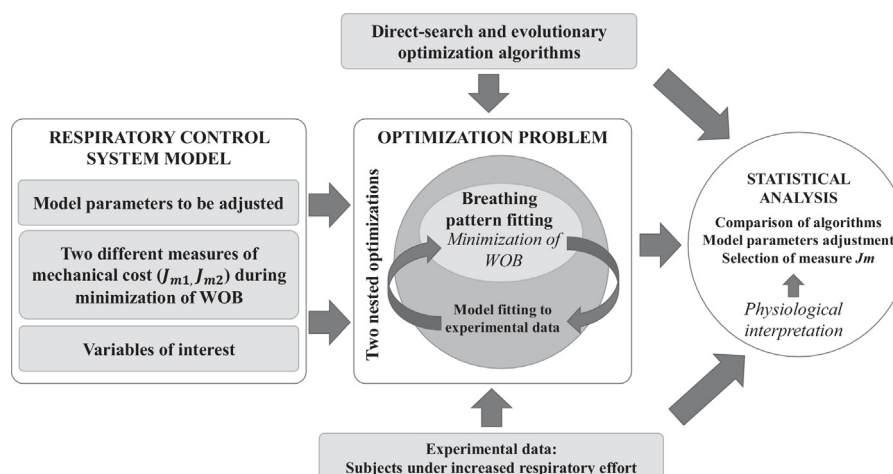 Direct-search and evolutionary
optimization algorithms
RESPIRATORY CONTROL
SYSTEM MODEL
Model parameters to be adjusted
Two different measures of
mechanical cost (Jm1, Jm2) during
minimization of WOB
Variables of interest
OPTIMIZATION PROBLEM
Two nested optimizations
Breathing
pattern fitting
Minimization of
WOB
Model fitting to
experimental data
STATISTICAL
ANALYSIS
Comparison of algorithms
Model parameters adjustment
Selection of measure Jm
Physiological
interpretation
Experimental data:
Subjects under increased respiratory effort